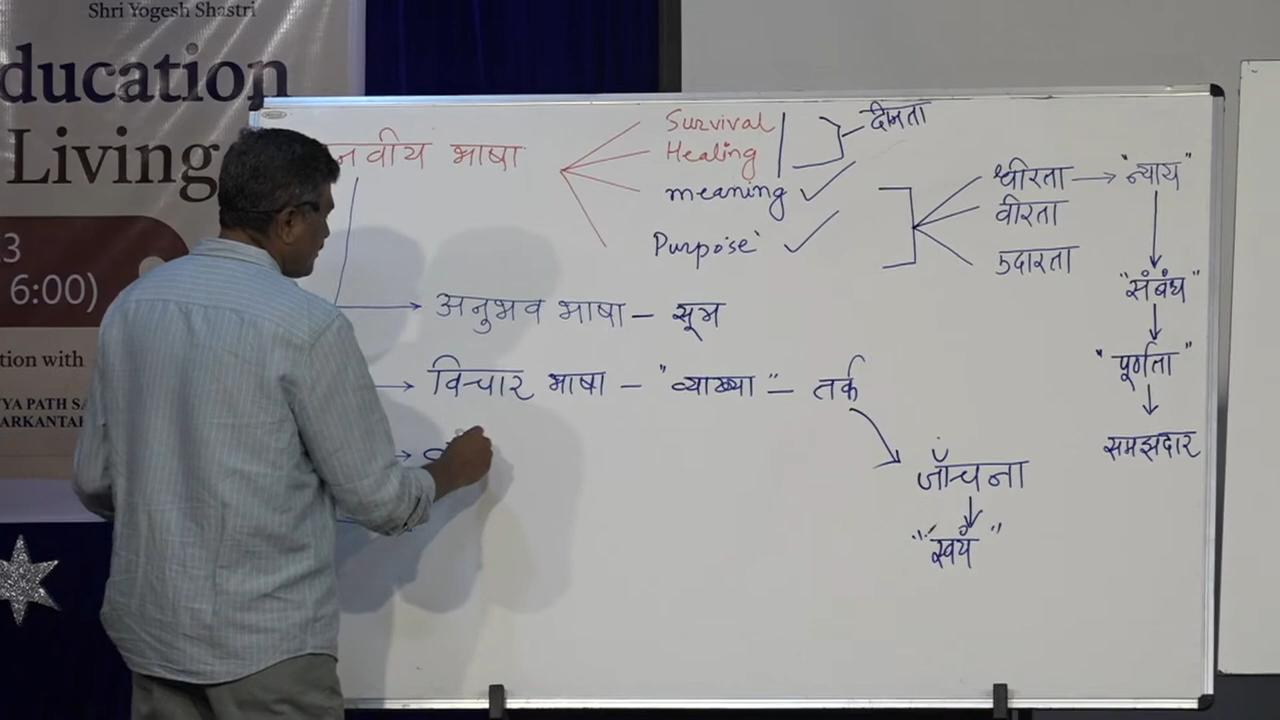 Shri Yogesh Shastri
ducation
Living
3
6:00)
tion with
YA PATH SA
ARKANTAK
नवीय भाषा
Survival
Healing
दीनता
meaning
Purpose
धीरता → "न्याय"
वीरता
उदारता
"संबंध"
"पूर्णता"
समझदार
अनुभव भाषा – सूत्र
विचार भाषा – "व्याख्या" – तर्क
जाँचना
"स्वयं"